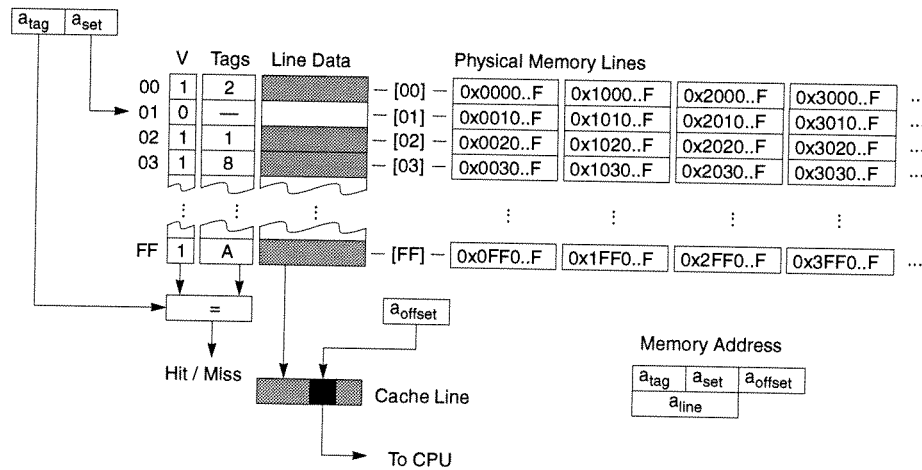 a_tag a_set
V Tags Line Data Physical Memory Lines
00 1 2 [00] 0x0000..F 0x1000..F 0x2000..F 0x3000..F ...
01 0 — [01] 0x0010..F 0x1010..F 0x2010..F 0x3010..F ...
02 1 1 [02] 0x0020..F 0x1020..F 0x2020..F 0x3020..F ...
03 1 8 [03] 0x0030..F 0x1030..F 0x2030..F 0x3030..F ...
FF 1 A [FF] 0x0FF0..F 0x1FF0..F 0x2FF0..F 0x3FF0..F ...
=
a_offset
Hit / Miss
Cache Line
To CPU
Memory Address
a_tag a_set a_offset
a_line